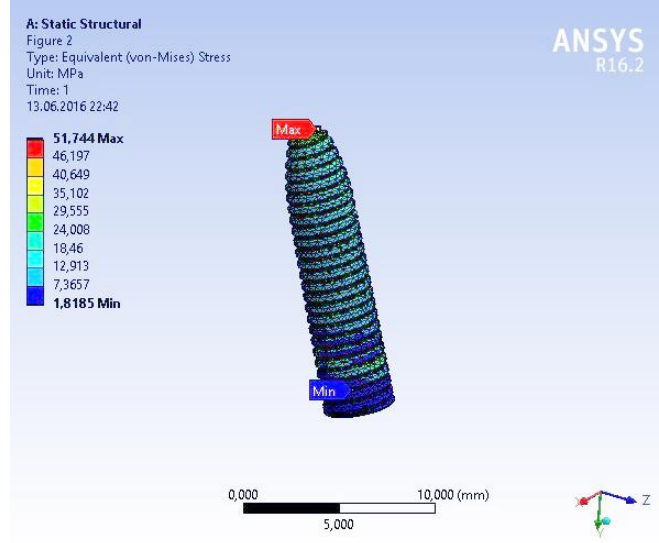 A: Static Structural
Figure 2
Type: Equivalent (von-Mises) Stress
Unit: MPa
Time: 1
13.06.2016 22:42
ANSYS
R16.2
51,744 Max
46,197
40,649
35,102
29,555
24,008
18,46
12,913
7,3657
1,8185 Min
Max
Min
0,000
10,000 (mm)
5,000
X
Z
Y